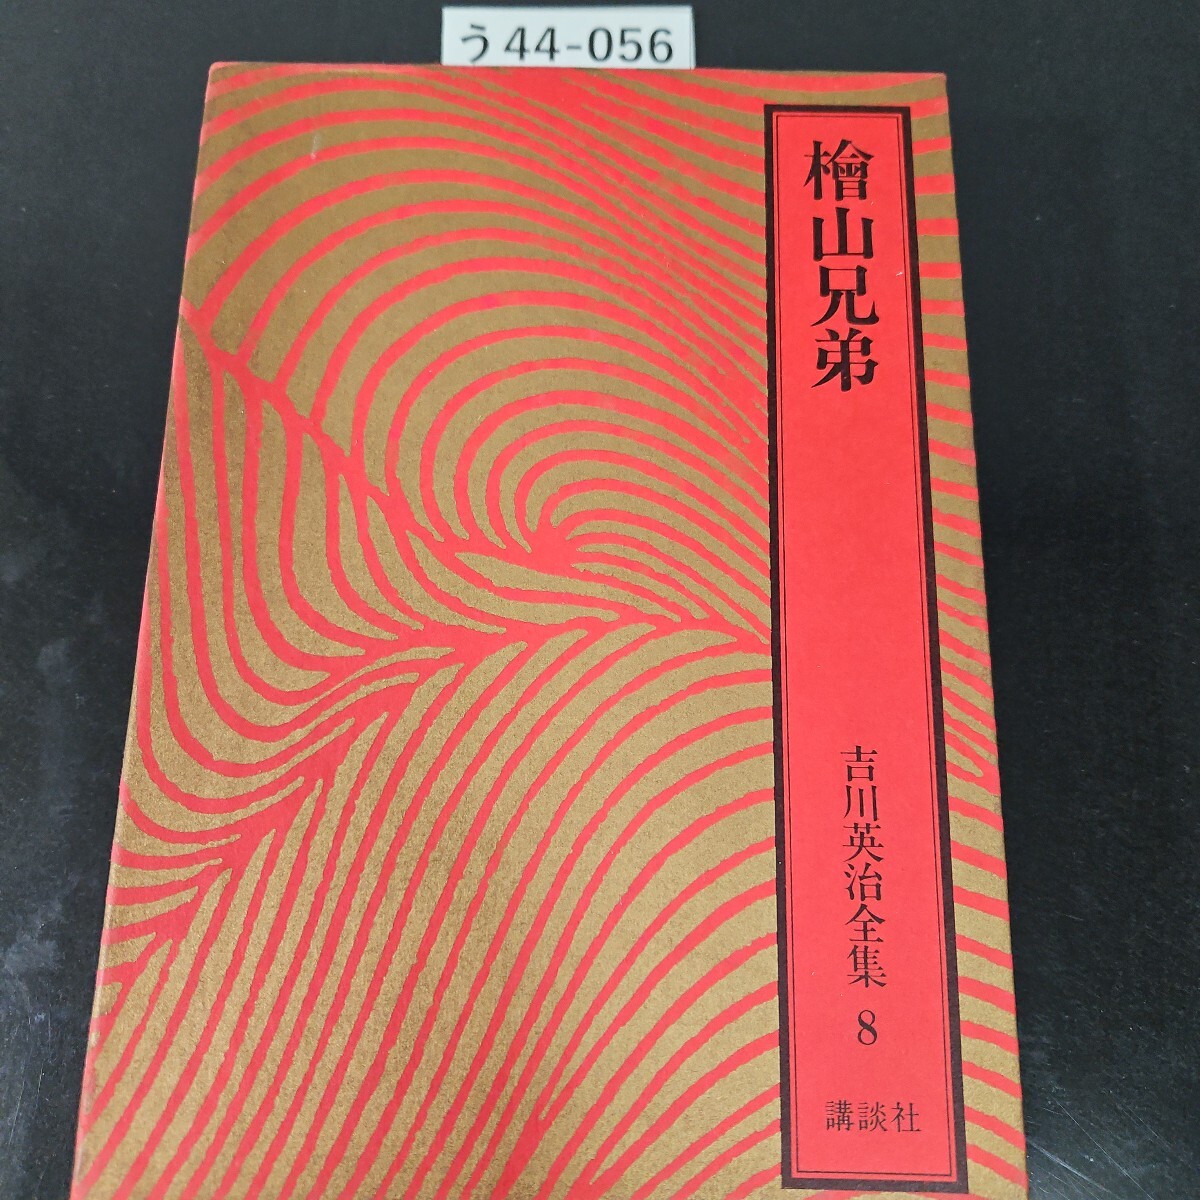 う44-056
檜山兄弟
吉川英治全集 8
講談社